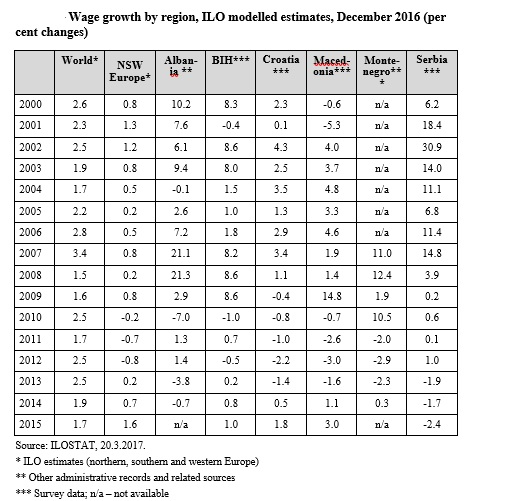 Wage growth by region, ILO modelled estimates, December 2016 (per
cent changes)
World* NSW Europe* Alban-ia ** BIH*** Croatia *** Maced-onia*** Monte-negro*** Serbia ***
2000 2.6 0.8 10.2 8.3 2.3 -0.6 n/a 6.2
2001 2.3 1.3 7.6 -0.4 0.1 -5.3 n/a 18.4
2002 2.5 1.2 6.1 8.6 4.3 4.0 n/a 30.9
2003 1.9 0.8 9.4 8.0 2.5 3.7 n/a 14.0
2004 1.7 0.5 -0.1 1.5 3.5 4.8 n/a 11.1
2005 2.2 0.2 2.6 1.0 1.3 3.3 n/a 6.8
2006 2.8 0.2 7.2 1.8 2.9 4.6 n/a 11.4
2007 3.4 0.8 21.1 8.2 3.4 1.9 11.0 14.8
2008 1.5 0.2 21.3 8.6 1.1 1.4 12.4 3.9
2009 1.6 0.8 2.9 8.6 -0.4 14.8 1.9 0.2
2010 2.5 -0.2 -7.0 -1.0 -0.8 -0.7 10.5 0.6
2011 1.7 -0.7 1.3 0.7 -1.0 -2.6 -2.0 0.1
2012 2.5 -0.8 1.4 -0.5 -2.2 -3.0 -2.9 1.0
2013 2.5 0.2 -3.8 0.2 -1.4 -1.6 -2.3 -1.9
2014 1.9 0.7 -0.7 0.8 0.5 1.1 0.3 -1.7
2015 1.7 1.6 n/a 1.0 1.8 3.0 n/a -2.4
Source: ILOSTAT, 20.3.2017.
* ILO estimates (northern, southern and western Europe)
** Other administrative records and related sources
*** Survey data; n/a – not available